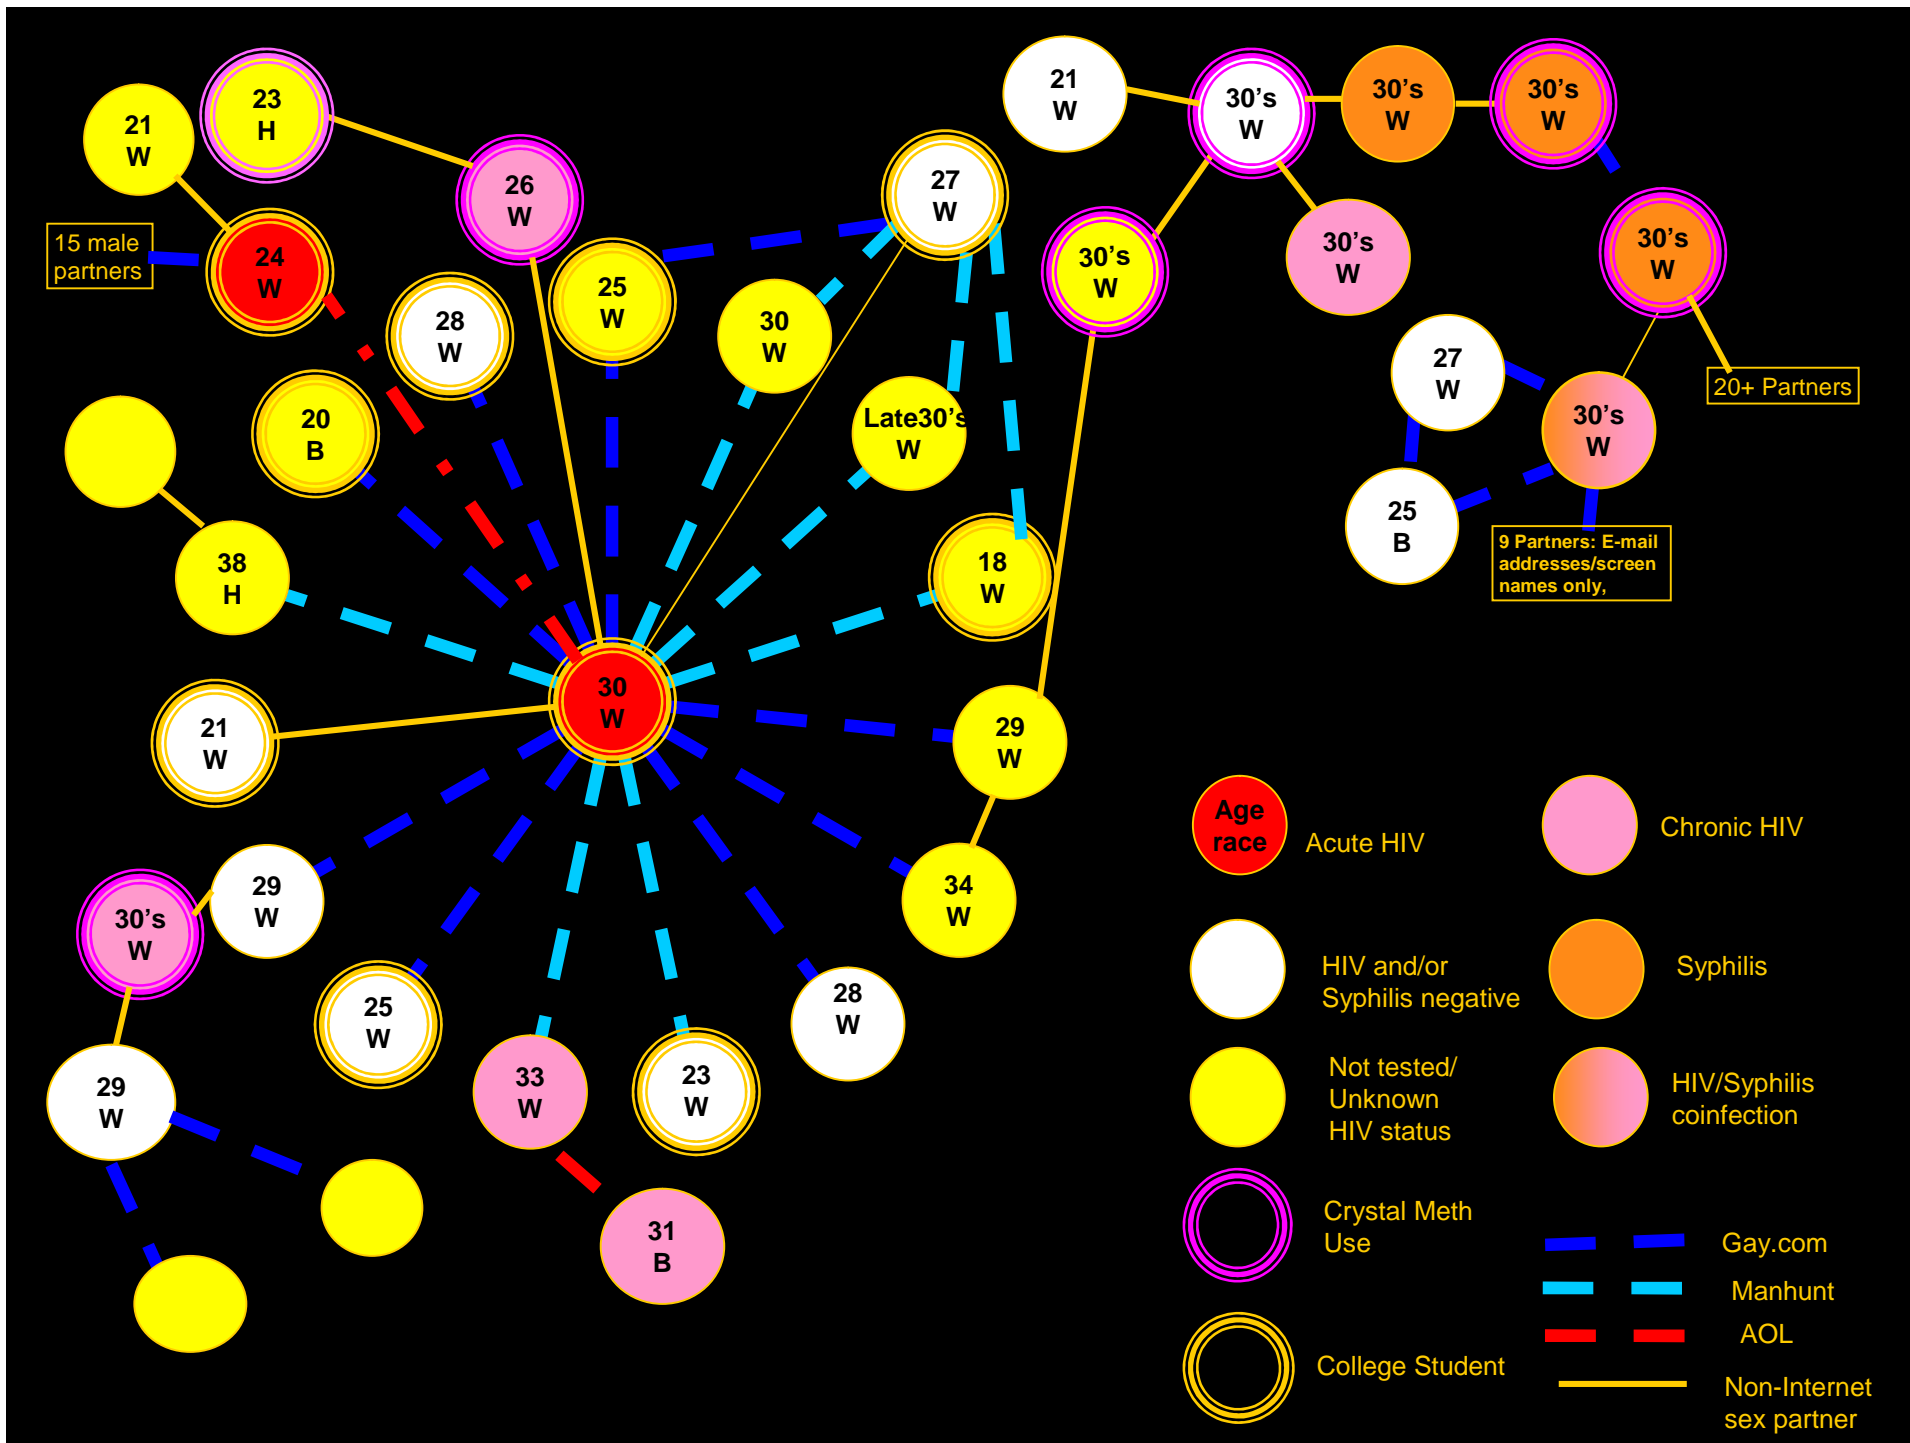 21
W
23
H
26
W
15 male
partners
24
W
28
W
25
W
30
W
27
W
Late30's
W
20
B
38
H
18
W
21
W
30
W
29
W
34
W
29
W
30's
W
29
W
25
W
33
W
23
W
28
W
31
B
21
W
30's
W
30's
W
30's
W
30's
W
30's
W
30's
W
27
W
30's
W
20+ Partners
25
B
9 Partners: E-mail
addresses/screen
names only,
Age
race
Acute HIV
Chronic HIV
HIV and/or
Syphilis negative
Syphilis
Not tested/
Unknown
HIV status
HIV/Syphilis
coinfection
Crystal Meth
Use
College Student
Gay.com
Manhunt
AOL
Non-Internet
sex partner